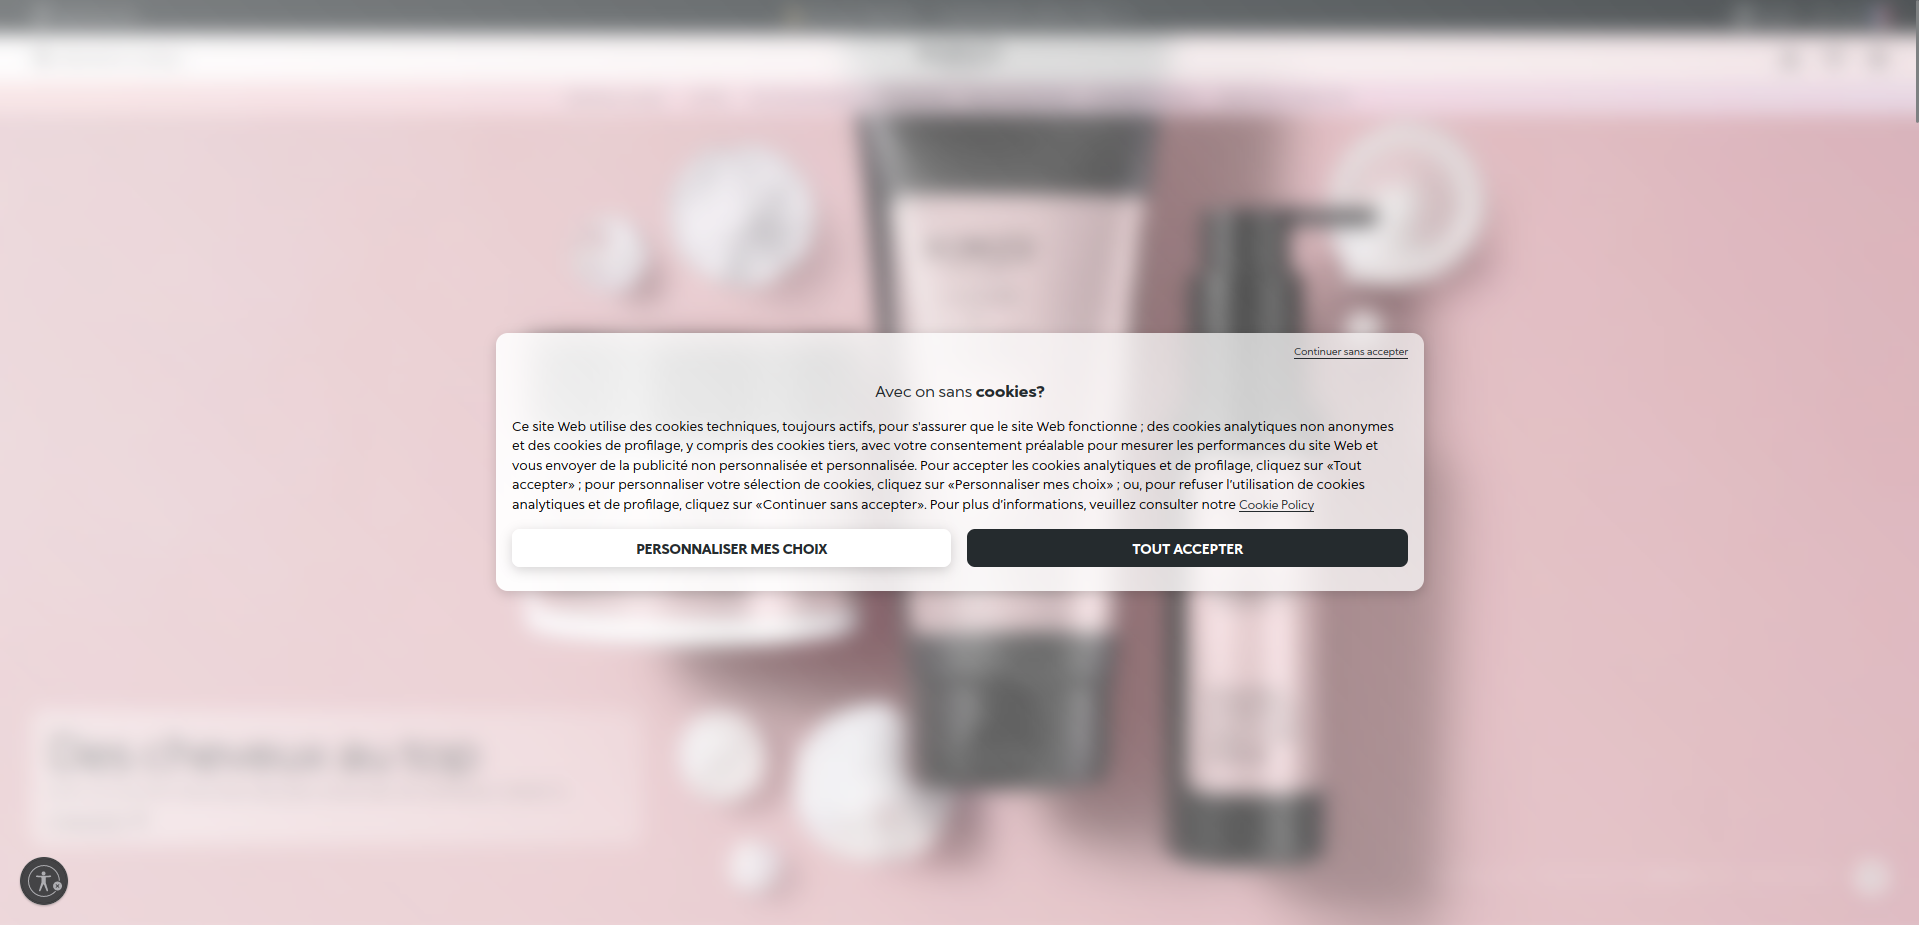 Continuer sans accepter
Avec on sans cookies?
Ce site Web utilise des cookies techniques, toujours actifs, pour s'assurer que le site Web fonctionne ; des cookies analytiques non anonymes
et des cookies de profilage, y compris des cookies tiers, avec votre consentement préalable pour mesurer les performances du site Web et
vous envoyer de la publicité non personnalisée et personnalisée. Pour accepter les cookies analytiques et de profilage, cliquez sur «Tout
accepter» ; pour personnaliser votre sélection de cookies, cliquez sur «Personnaliser mes choix» ; ou, pour refuser l’utilisation de cookies
analytiques et de profilage, cliquez sur «Continuer sans accepter». Pour plus d’informations, veuillez consulter notre Cookie Policy
PERSONNALISER MES CHOIX
TOUT ACCEPTER
Des cheveux au top